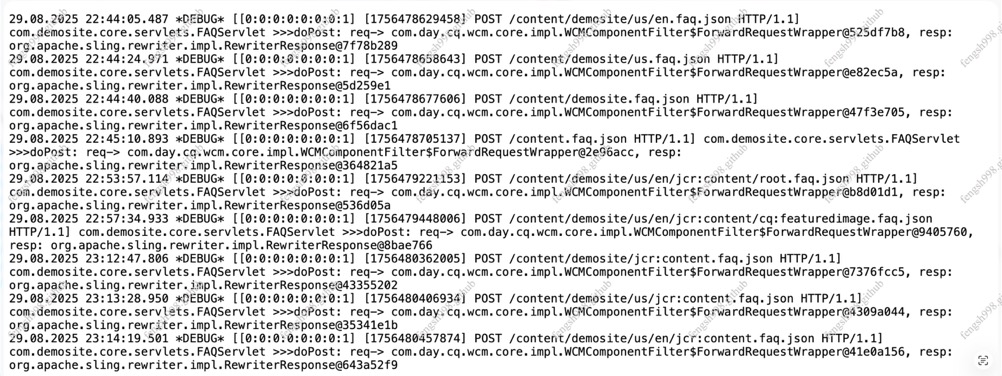 29.08.2025 22:44:05.487 *DEBUG* [[0:0:0:0:0:0:0:1] [1756478629458] POST /content/demosite/us/en.faq.json HTTP/1.1]
com.demosite.core.servlets.FAQServlet >>>doPost: req-> com.day.cq.wcm.core.impl.WCMComponentFilter$ForwardRequestWrapper@525df7b8, resp:
org.apache.sling.rewriter.impl.RewriterResponse@7f78b289
29.08.2025 22:44:24.971 *DEBUG* [[0:0:0:0:0:0:0:1] [1756478658643] POST /content/demosite/us.faq.json HTTP/1.1]
com.demosite.core.servlets.FAQServlet >>>doPost: req-> com.day.cq.wcm.core.impl.WCMComponentFilter$ForwardRequestWrapper@e82ec5a, resp:
org.apache.sling.rewriter.impl.RewriterResponse@5d259e1
29.08.2025 22:44:40.088 *DEBUG* [[0:0:0:0:0:0:0:1] [1756478677606] POST /content/demosite.faq.json HTTP/1.1]
com.demosite.core.servlets.FAQServlet >>>doPost: req-> com.day.cq.wcm.core.impl.WCMComponentFilter$ForwardRequestWrapper@47f3e705, resp:
org.apache.sling.rewriter.impl.RewriterResponse@6f56dac1
29.08.2025 22:45:10.893 *DEBUG* [[0:0:0:0:0:0:0:1] [1756478705137] POST /content.faq.json HTTP/1.1] com.demosite.core.servlets.FAQServlet
>>>doPost: req-> com.day.cq.wcm.core.impl.WCMComponentFilter$ForwardRequestWrapper@2e96acc, resp:
org.apache.sling.rewriter.impl.RewriterResponse@364821a5
29.08.2025 22:53:57.114 *DEBUG* [[0:0:0:0:0:0:0:1] [1756479221153] POST /content/demosite/us/en/jcr:content/root.faq.json HTTP/1.1]
com.demosite.core.servlets.FAQServlet >>>doPost: req-> com.day.cq.wcm.core.impl.WCMComponentFilter$ForwardRequestWrapper@b8d01d1, resp:
org.apache.sling.rewriter.impl.RewriterResponse@536d05a
29.08.2025 22:57:34.933 *DEBUG* [[0:0:0:0:0:0:0:1] [1756479448006] POST /content/demosite/us/en/jcr:content/cq:featuredimage.faq.json
HTTP/1.1] com.demosite.core.servlets.FAQServlet >>>doPost: req-> com.day.cq.wcm.core.impl.WCMComponentFilter$ForwardRequestWrapper@9405760,
resp: org.apache.sling.rewriter.impl.RewriterResponse@8bae766
29.08.2025 23:12:47.806 *DEBUG* [[0:0:0:0:0:0:0:1] [1756480362005] POST /content/demosite/jcr:content.faq.json HTTP/1.1]
com.demosite.core.servlets.FAQServlet >>>doPost: req-> com.day.cq.wcm.core.impl.WCMComponentFilter$ForwardRequestWrapper@7376fcc5, resp:
org.apache.sling.rewriter.impl.RewriterResponse@43355202
29.08.2025 23:13:28.950 *DEBUG* [[0:0:0:0:0:0:0:1] [1756480406934] POST /content/demosite/us/jcr:content.faq.json HTTP/1.1]
com.demosite.core.servlets.FAQServlet >>>doPost: req-> com.day.cq.wcm.core.impl.WCMComponentFilter$ForwardRequestWrapper@4309a044, resp:
org.apache.sling.rewriter.impl.RewriterResponse@35341e1b
29.08.2025 23:14:19.501 *DEBUG* [[0:0:0:0:0:0:0:1] [1756480457874] POST /content/demosite/us/en/jcr:content.faq.json HTTP/1.1]
com.demosite.core.servlets.FAQServlet >>>doPost: req-> com.day.cq.wcm.core.impl.WCMComponentFilter$ForwardRequestWrapper@41e0a156, resp:
org.apache.sling.rewriter.impl.RewriterResponse@643a52f9